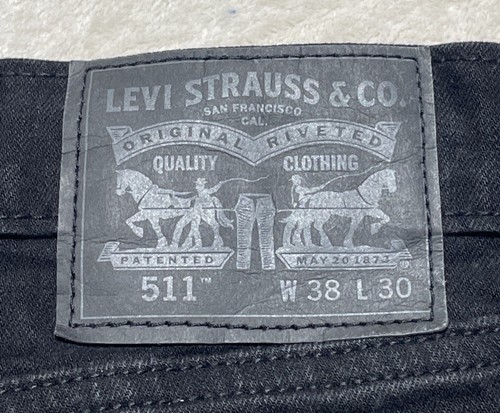 LEVI STRAUSS & CO.
SAN FRANCISCO
CAL.
ORIGINAL RIVETED
QUALITY CLOTHING
PATENTED MAY 20 1873
511™ W 38 L 30